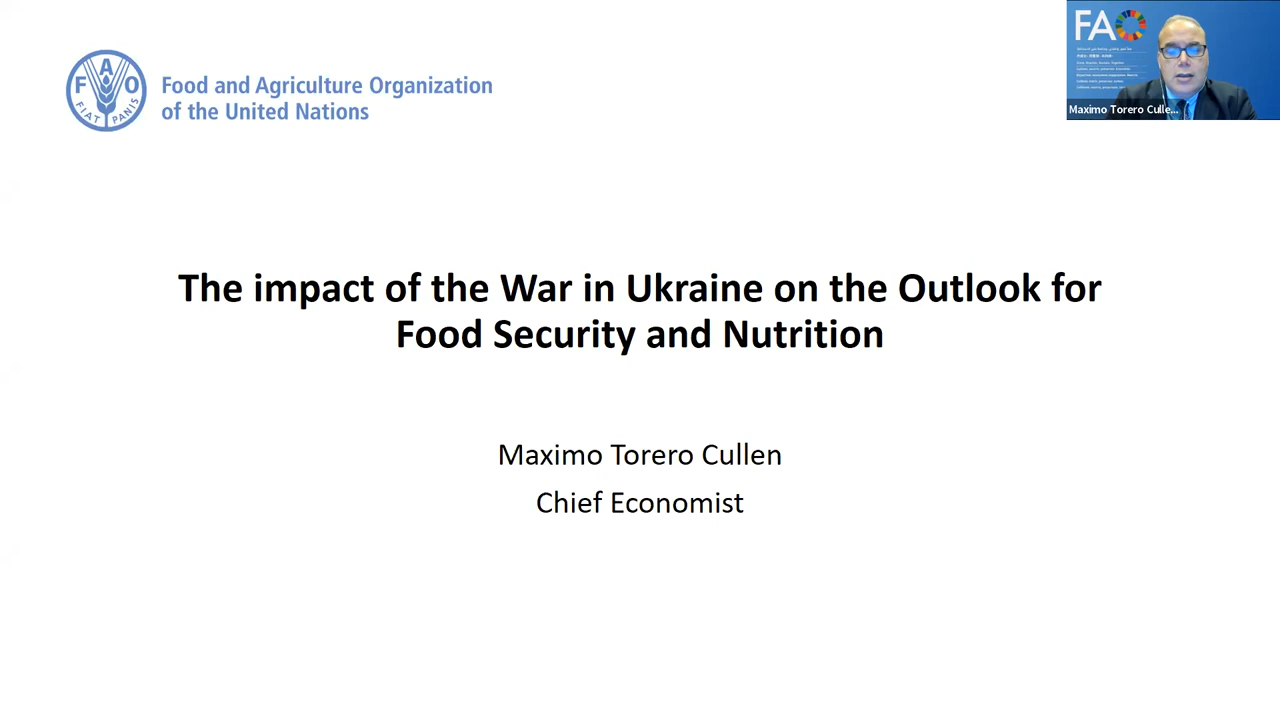 F A O
FIAT PANIS
Food and Agriculture Organization
of the United Nations
FAO
Maximo Torero Culle...
The impact of the War in Ukraine on the Outlook for
Food Security and Nutrition
Maximo Torero Cullen
Chief Economist